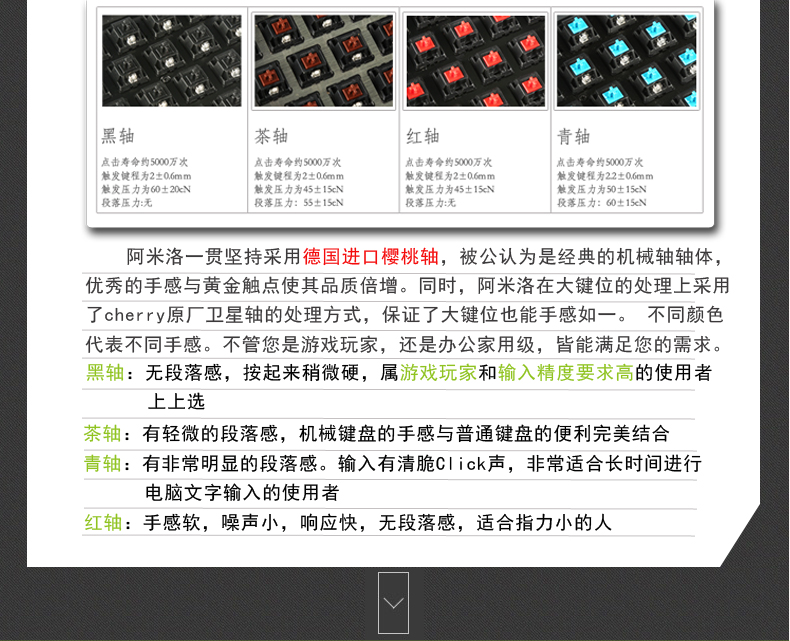 黑轴 茶轴 红轴 青轴
点击寿命约5000万次 点击寿命约5000万次 点击寿命约5000万次 点击寿命约5000万次
触发键程为2±0.6mm 触发键程为2±0.6mm 触发键程为2±0.6mm 触发键程为2.2±0.6mm
触发压力为60±20cN 触发压力为45±15cN 触发压力为45±15cN 触发压力为50±15cN
段落压力:无 段落压力：55±15cN 段落压力:无 段落压力：60±15cN
阿米洛一贯坚持采用德国进口樱桃轴，被公认为是经典的机械轴轴体，
优秀的手感与黄金触点使其品质倍增。同时，阿米洛在大键位的处理上采用
了cherry原厂卫星轴的处理方式，保证了大键位也能手感如一。 不同颜色
代表不同手感。不管您是游戏玩家，还是办公家用级，皆能满足您的需求。
黑轴：无段落感，按起来稍微硬，属游戏玩家和输入精度要求高的使用者
上上选
茶轴：有轻微的段落感，机械键盘的手感与普通键盘的便利完美结合
青轴：有非常明显的段落感。输入有清脆Click声，非常适合长时间进行
电脑文字输入的使用者
红轴：手感软，噪声小，响应快，无段落感，适合指力小的人